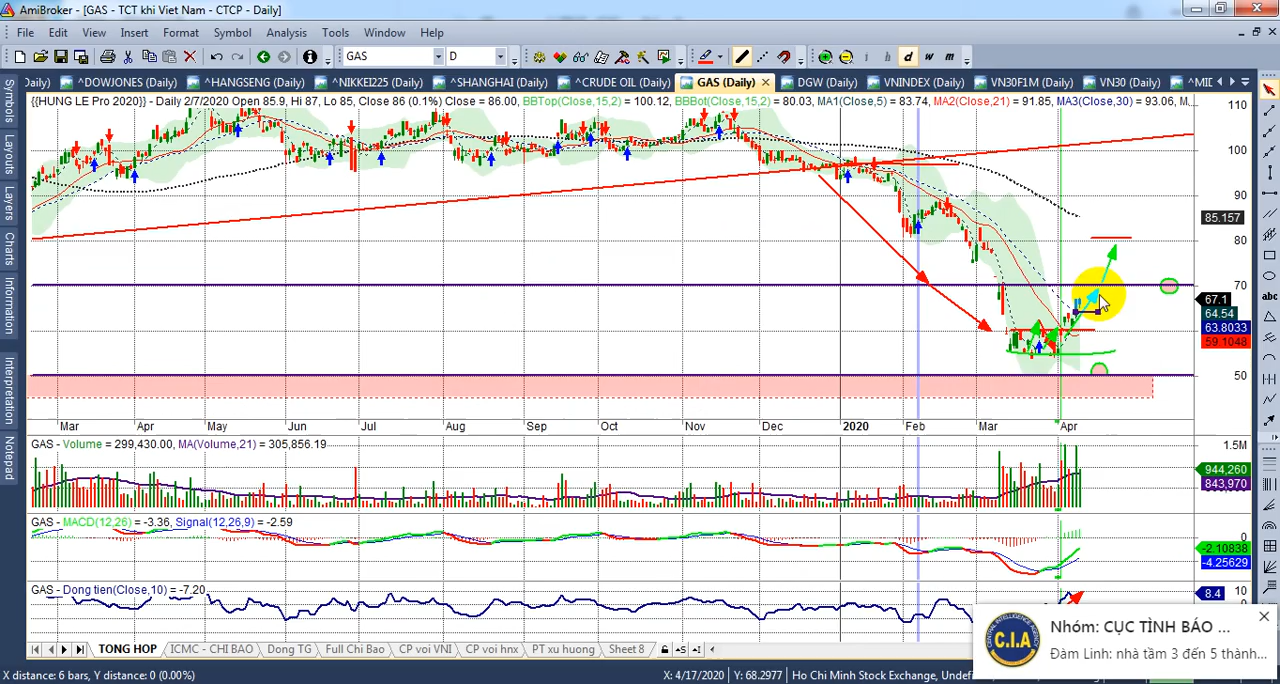 AmiBroker - [GAS - TCT khi Viet Nam - CTCP - Daily]
File Edit View Insert Format Symbol Analysis Tools Window Help
GAS D i h d w m
Daily) ^DOWJONES (Daily) ^HANGSENG (Daily) ^NIKKEI225 (Daily) ^SHANGHAI (Daily) ^CRUDE OIL (Daily) GAS (Daily) DGW (Daily) VNINDEX (Daily) VN30F1M (Daily) VN30 (Daily) ^MID
{{HUNG LE Pro 2020}} - Daily 2/7/2020 Open 85.9, Hi 87, Lo 85, Close 86 (0.1%) Close = 86.00, BBTop(Close,15,2) = 100.12, BBBot(Close,15,2) = 80.03, MA1(Close,5) = 83.74, MA2(Close,21) = 91.85, MA3(Close,30) = 93.06, M...
Symbols
Layouts
Layers
Charts
Information
Interpretation
Notepad
110
100
90
85.157
80
70
67.1
64.54
63.8033
59.1048
50
abc
Mar Apr May Jun Jul Aug Sep Oct Nov Dec 2020 Feb Mar Apr
GAS - Volume = 299,430.00, MA(Volume,21) = 305,856.19
1.5M
944,260
843,970
GAS - MACD(12,26) = -3.36, Signal(12,26,9) = -2.59
0
-2.10838
-4.25629
GAS - Dong tien(Close,10) = -7.20
10
8.4
0
C.I.A
Nhóm: CỤC TÌNH BÁO ...
Đàm Linh: nhà tầm 3 đến 5 thành...
TONG HOP ICMC - CHI BAO Dong TG Full Chi Bao CP voi VNI CP voi hnx PT xu huong Sheet 8
X distance: 6 bars, Y distance: 0 (0.00%) X: 4/17/2020 Y: 68.2977 Ho Chi Minh Stock Exchange, Undef